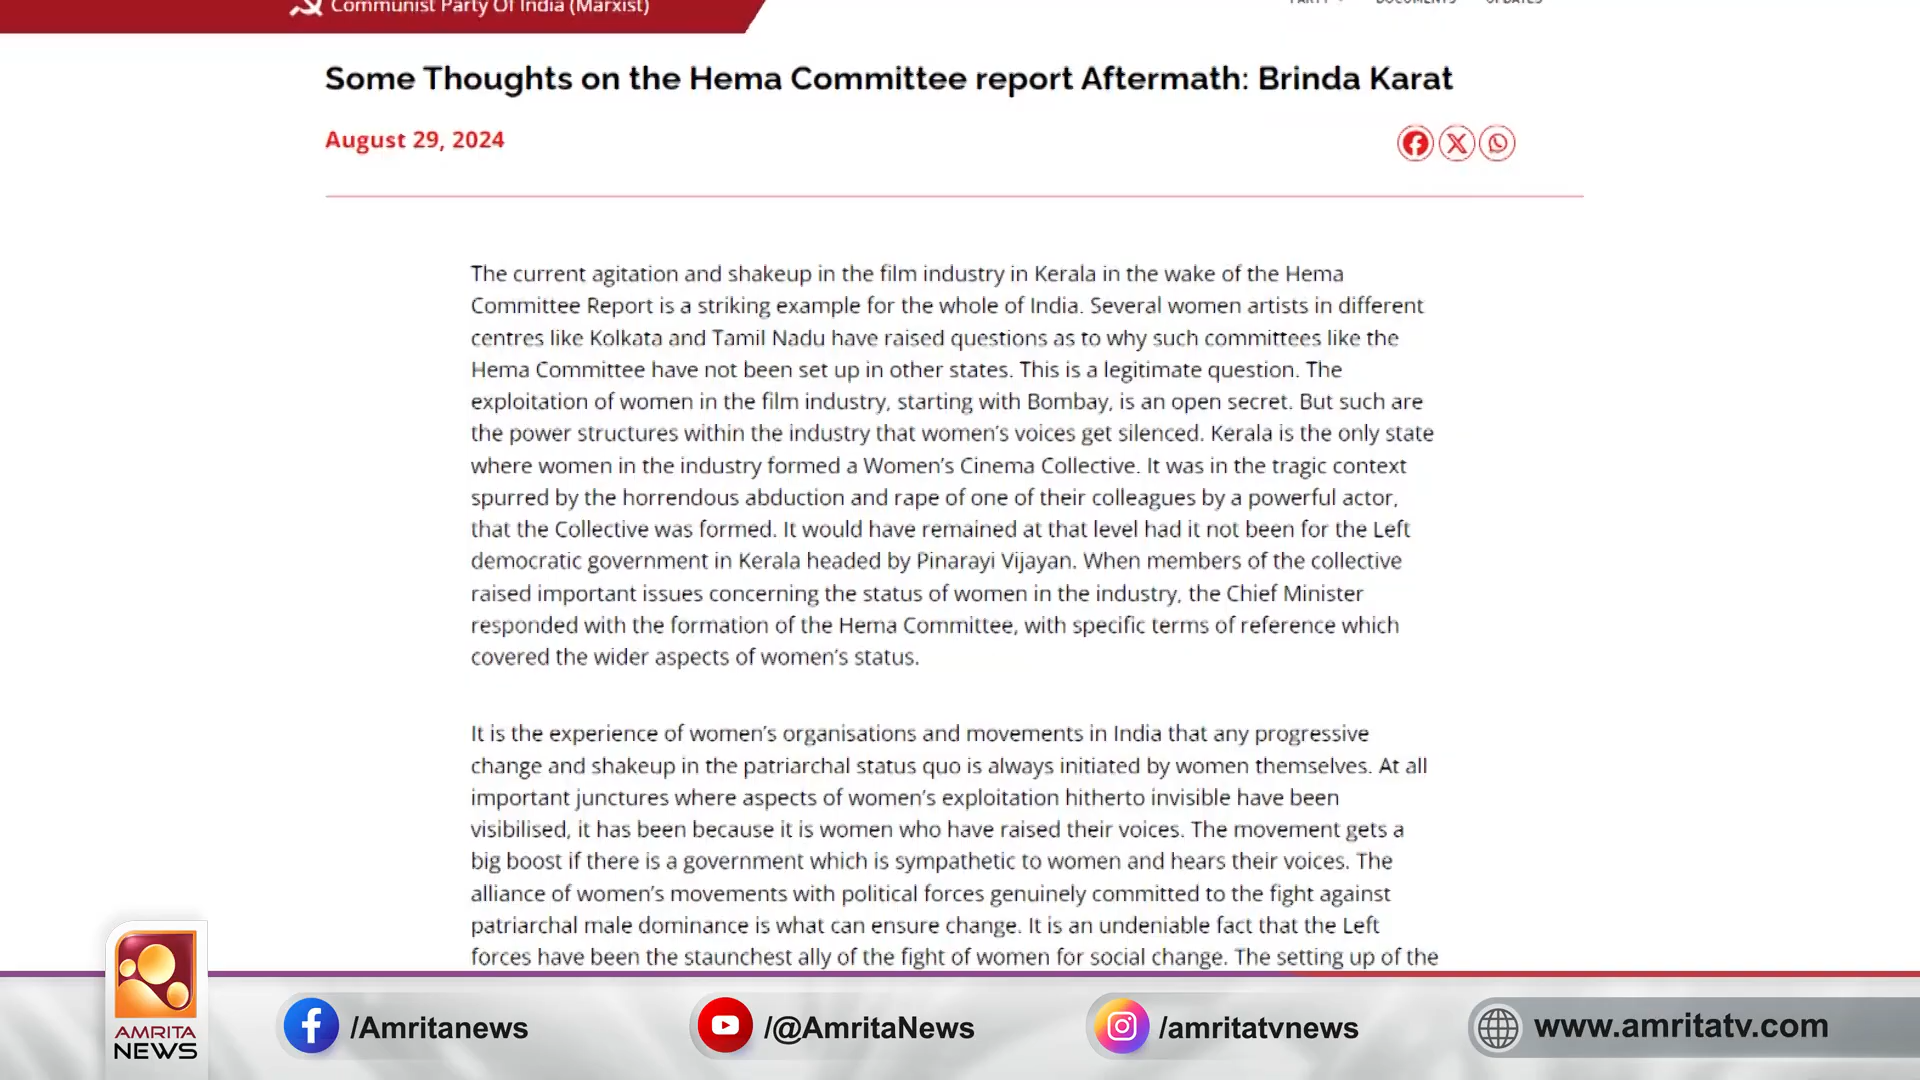 Communist Party Of India (Marxist)
PARTY DOCUMENTS UPDATES
Some Thoughts on the Hema Committee report Aftermath: Brinda Karat
August 29, 2024
The current agitation and shakeup in the film industry in Kerala in the wake of the Hema
Committee Report is a striking example for the whole of India. Several women artists in different
centres like Kolkata and Tamil Nadu have raised questions as to why such committees like the
Hema Committee have not been set up in other states. This is a legitimate question. The
exploitation of women in the film industry, starting with Bombay, is an open secret. But such are
the power structures within the industry that women's voices get silenced. Kerala is the only state
where women in the industry formed a Women's Cinema Collective. It was in the tragic context
spurred by the horrendous abduction and rape of one of their colleagues by a powerful actor,
that the Collective was formed. It would have remained at that level had it not been for the Left
democratic government in Kerala headed by Pinarayi Vijayan. When members of the collective
raised important issues concerning the status of women in the industry, the Chief Minister
responded with the formation of the Hema Committee, with specific terms of reference which
covered the wider aspects of women's status.
It is the experience of women's organisations and movements in India that any progressive
change and shakeup in the patriarchal status quo is always initiated by women themselves. At all
important junctures where aspects of women's exploitation hitherto invisible have been
visibilised, it has been because it is women who have raised their voices. The movement gets a
big boost if there is a government which is sympathetic to women and hears their voices. The
alliance of women's movements with political forces genuinely committed to the fight against
patriarchal male dominance is what can ensure change. It is an undeniable fact that the Left
forces have been the staunchest ally of the fight of women for social change. The setting up of the
AMRITA
NEWS
/Amritanews
/@AmritaNews
/amritatvnews
www.amritatv.com